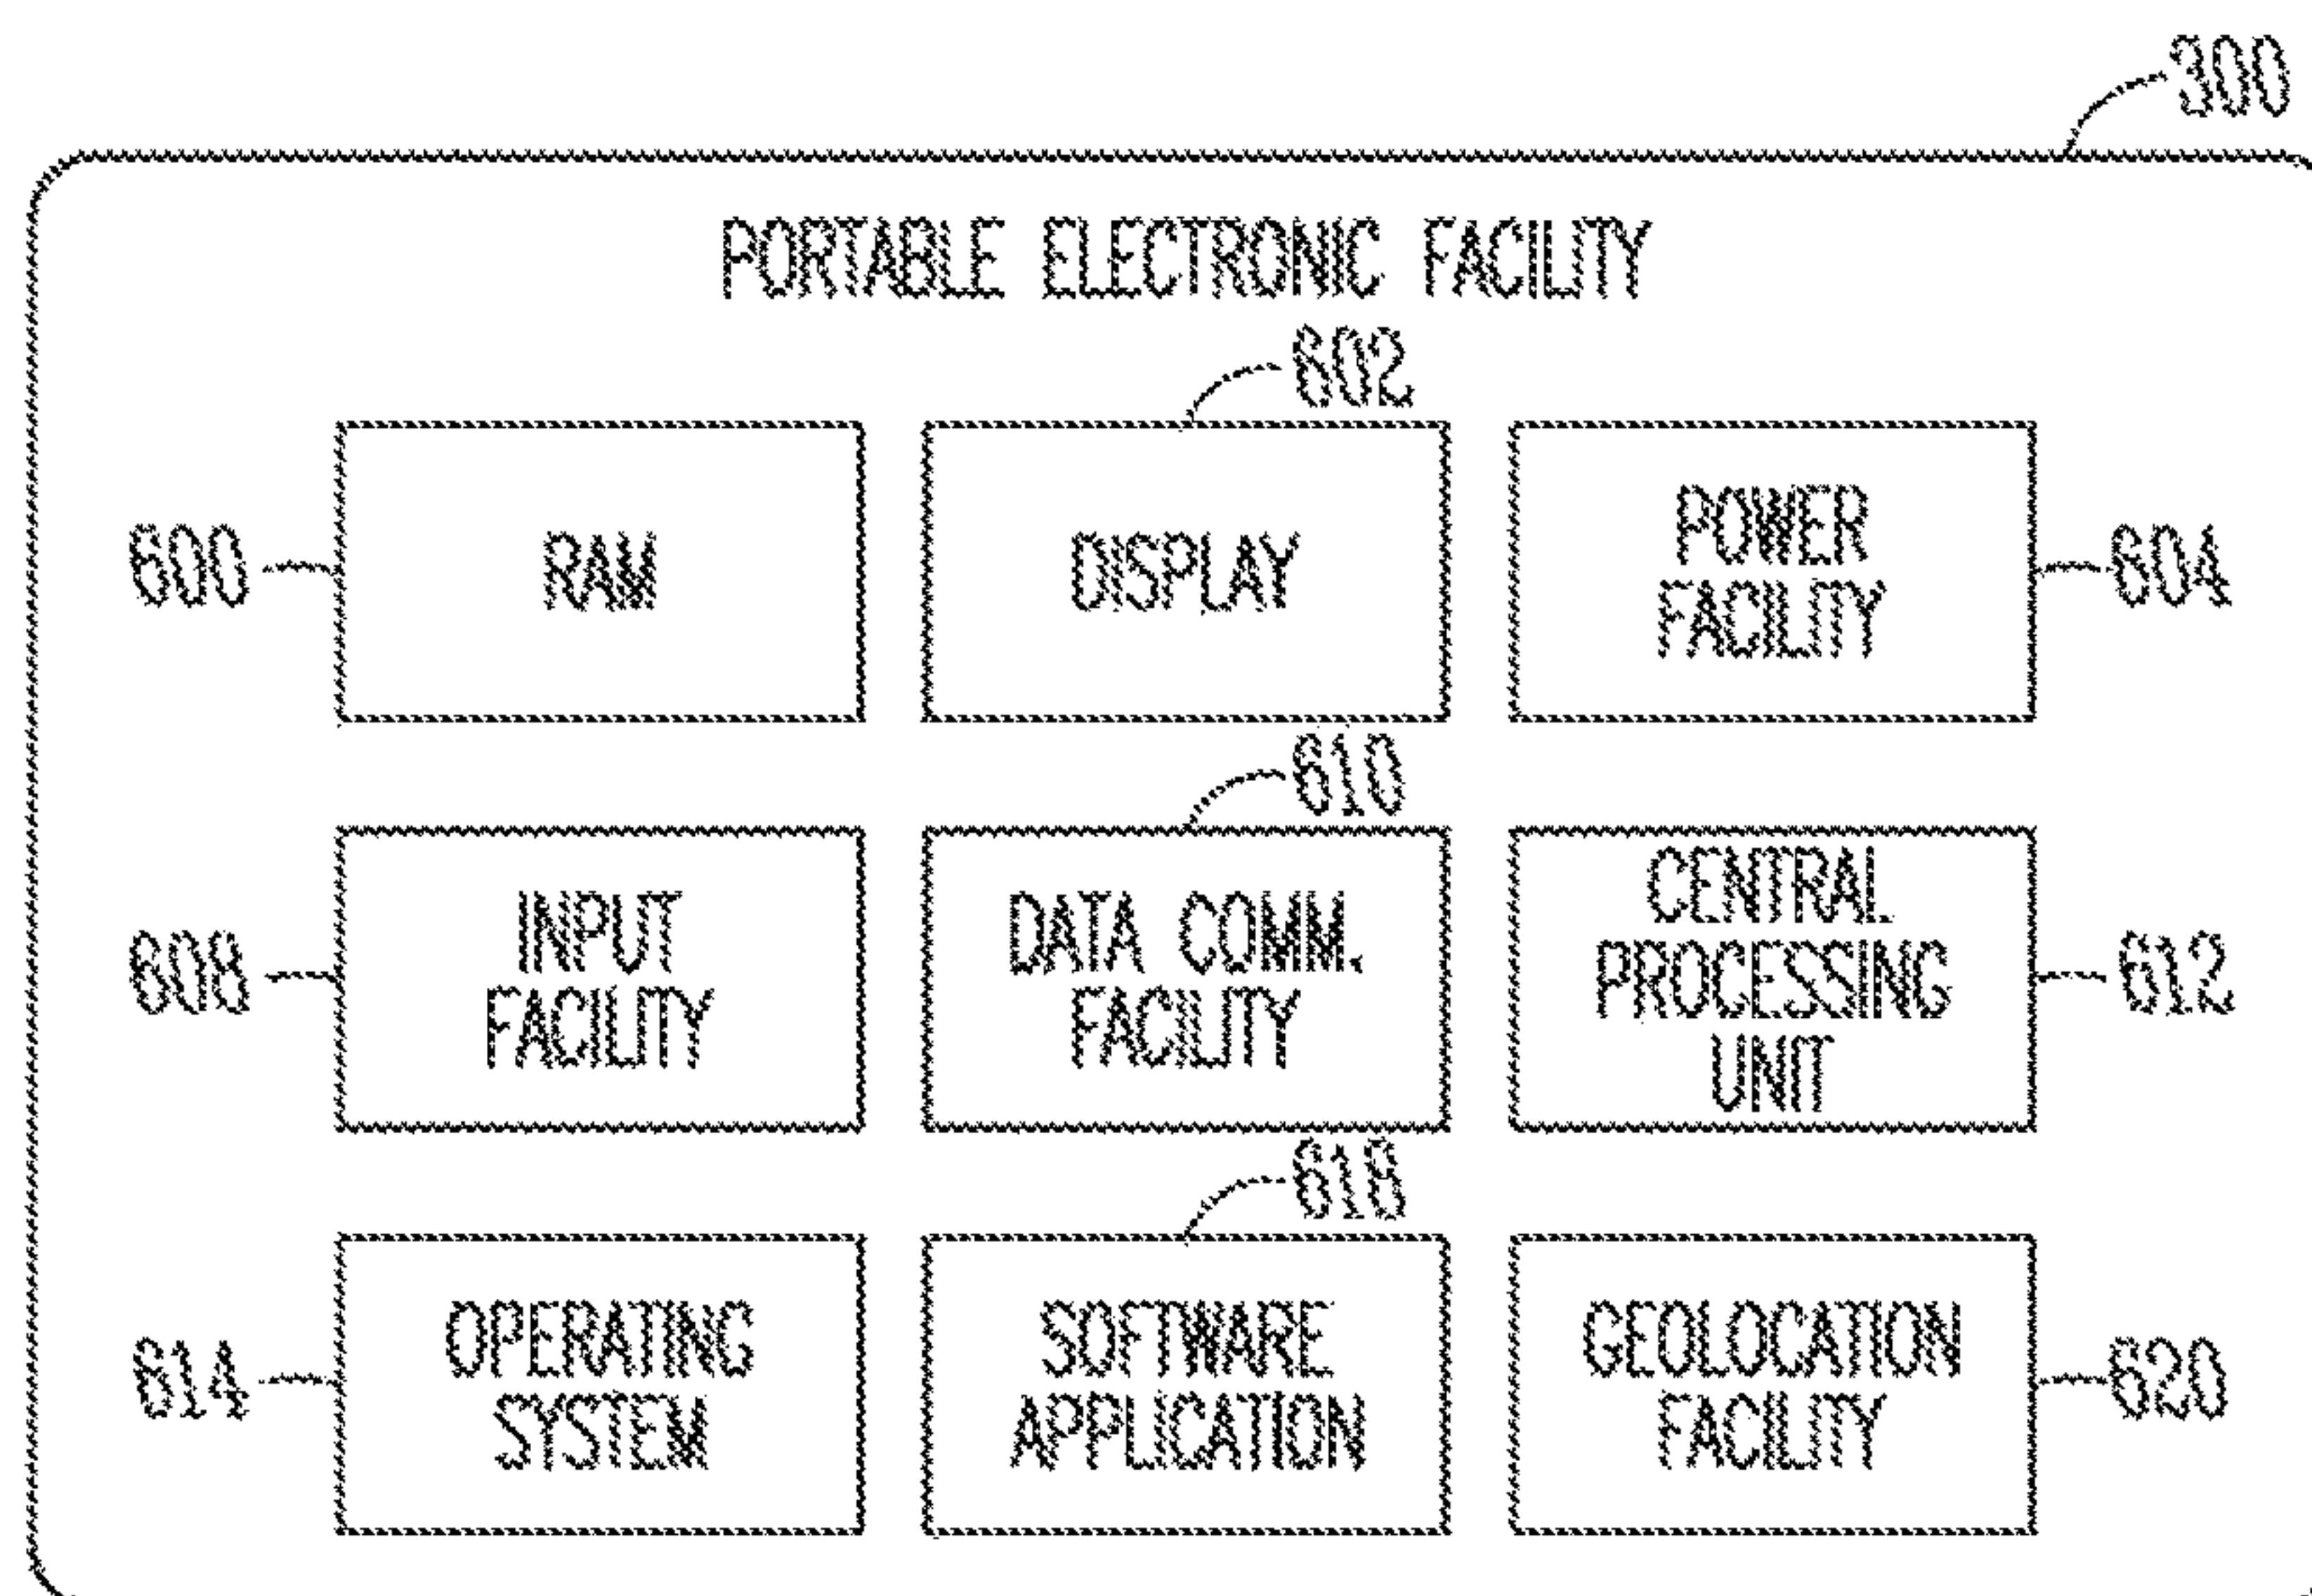 300
PORTABLE ELECTRONIC FACILITY
602
600 RAM DISPLAY POWER FACILITY 604
610
608 INPUT FACILITY DATA COMM. FACILITY CENTRAL PROCESSING UNIT 612
618
614 OPERATING SYSTEM SOFTWARE APPLICATION GEOLOCATION FACILITY 620